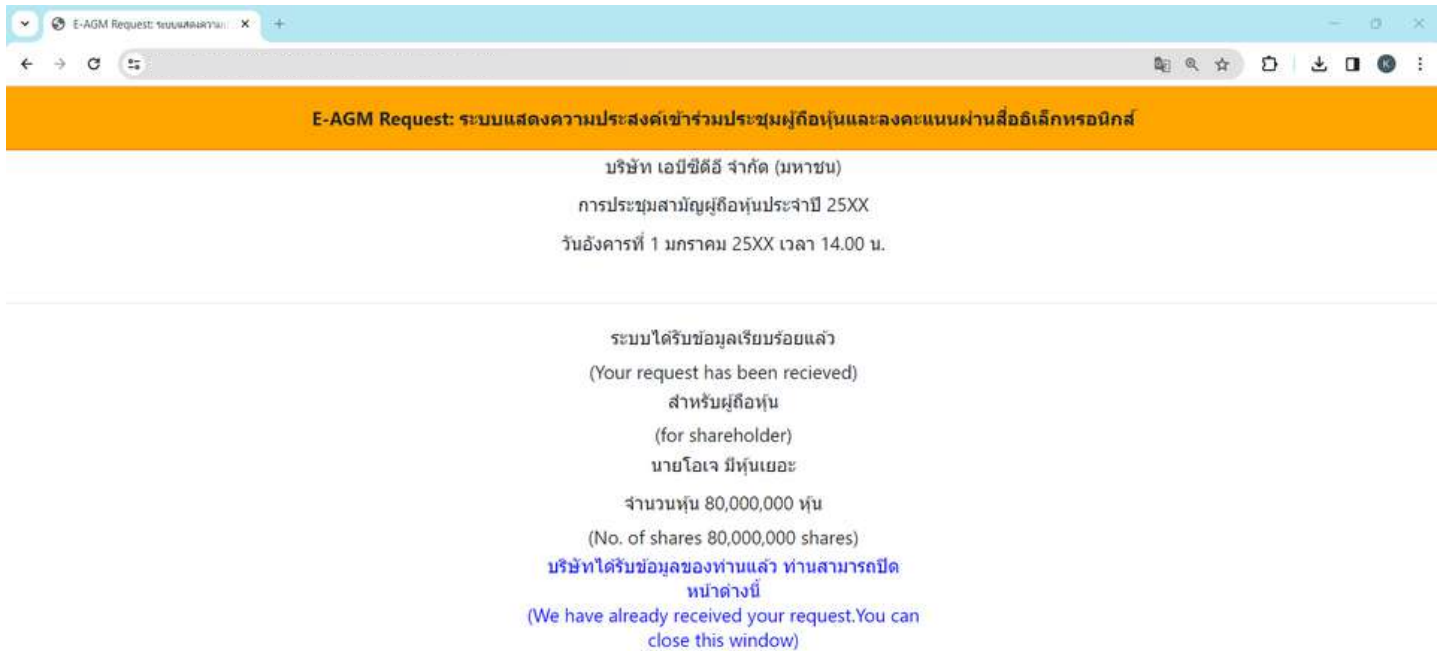 E-AGM Request: ระบบแสดงความ
E-AGM Request: ระบบแสดงความประสงค์เข้าร่วมประชุมผู้ถือหุ้นและลงคะแนนผ่านสื่ออิเล็กทรอนิกส์
บริษัท เอบีซีดีอี จำกัด (มหาชน)
การประชุมสามัญผู้ถือหุ้นประจำปี 25XX
วันอังคารที่ 1 มกราคม 25XX เวลา 14.00 น.
ระบบได้รับข้อมูลเรียบร้อยแล้ว
(Your request has been recieved)
สำหรับผู้ถือหุ้น
(for shareholder)
นายโอเจ มีหุ้นเยอะ
จำนวนหุ้น 80,000,000 หุ้น
(No. of shares 80,000,000 shares)
บริษัทได้รับข้อมูลของท่านแล้ว ท่านสามารถปิด
หน้าต่างนี้
(We have already received your request.You can
close this window)